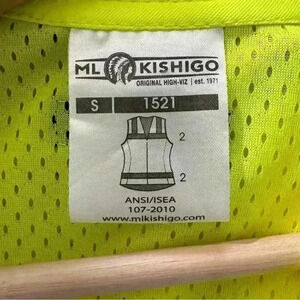 ML KISHIGO
ORIGINAL HIGH-VIZ | est. 1971
S 1521
2
2
ANSI/ISEA
107-2010
www.mlkishigo.com